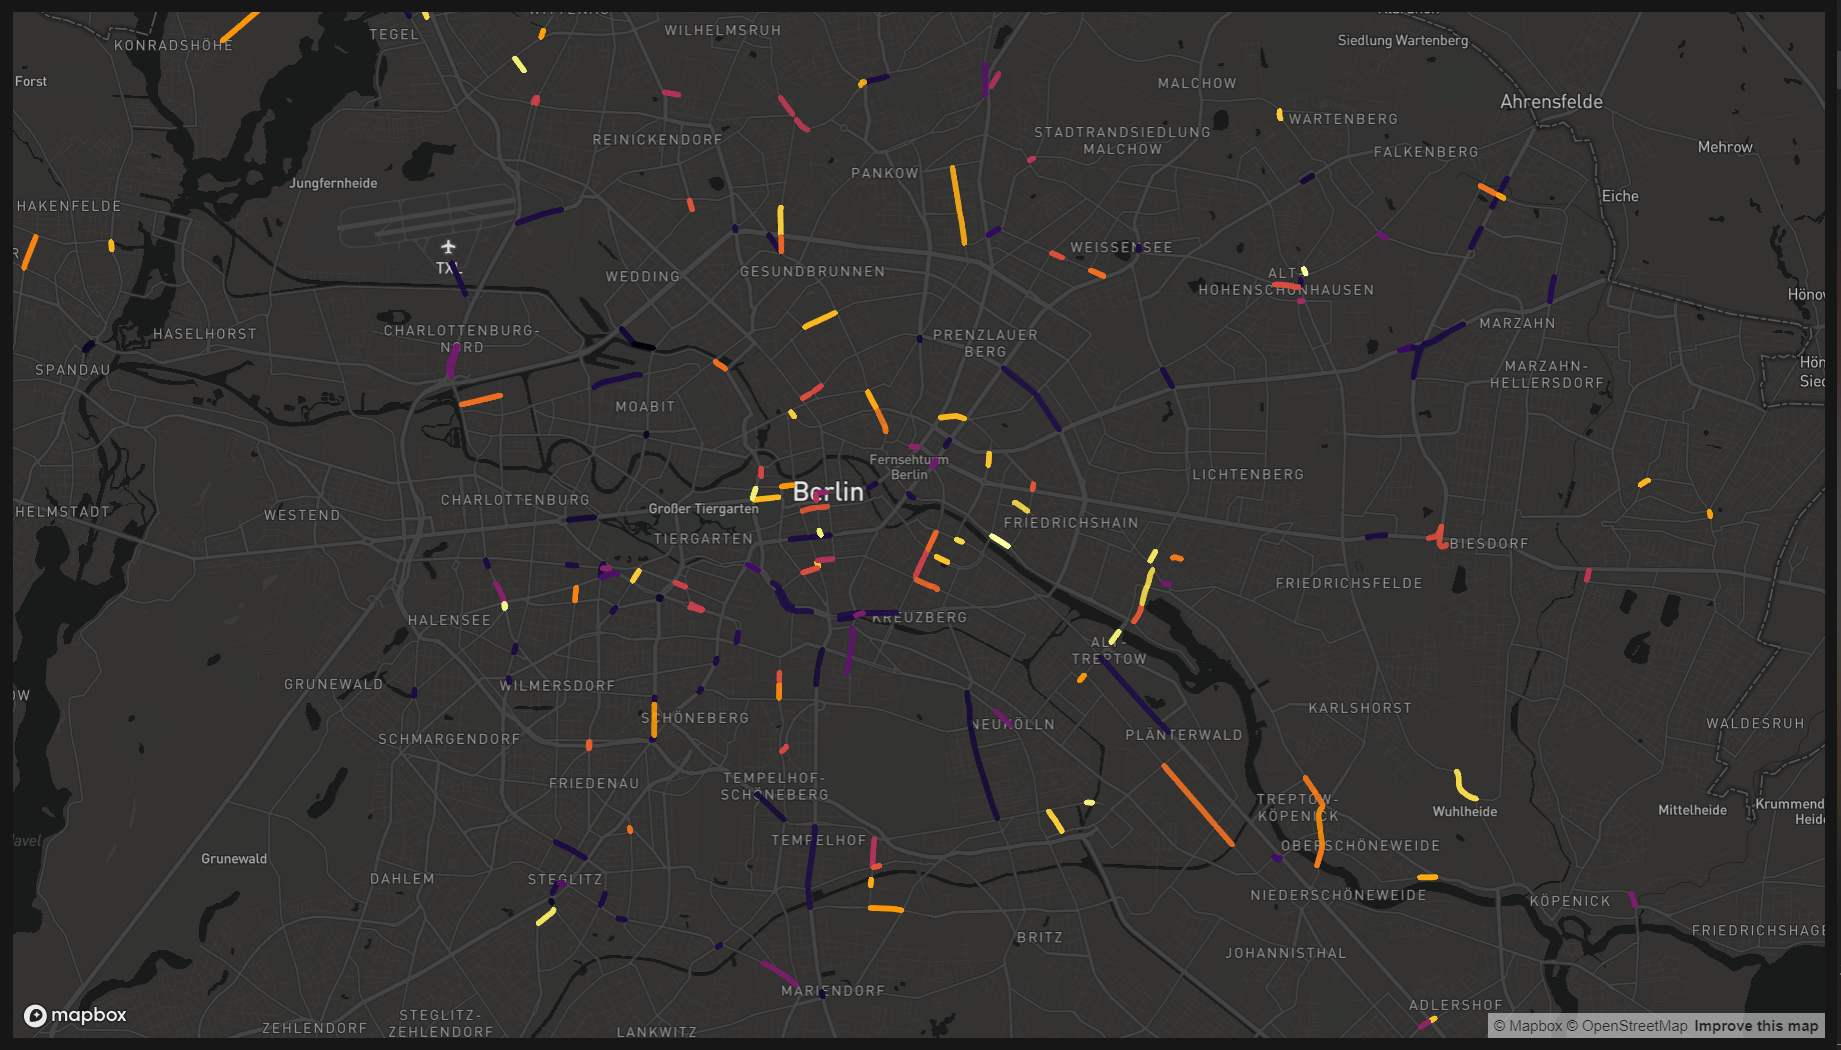 WILHELMSRUH
TEGEL
KONRADSHÖHE
Siedlung Wartenberg
Forst
MALCHOW
Ahrensfelde
WARTENBERG
STADTRANDSIEDLUNG
MALCHOW
REINICKENDORF
Mehrow
FALKENBERG
PANKOW
Jungfernheide
Eiche
HAKENFELDE
WEISSENSEE
TXL
GESUNDBRUNNEN
WEDDING
ALT-
HOHENSCHÖNHAUSEN
Hönow
MARZAHN
CHARLOTTENBURG-
NORD
HASELHORST
PRENZLAUER
BERG
SPANDAU
MARZAHN-
HELLERSDORF
MOABIT
Fernsehturm
Berlin
LICHTENBERG
Berlin
CHARLOTTENBURG
Großer Tiergarten
HELMSTADT
WESTEND
FRIEDRICHSHAIN
TIERGARTEN
BIESDORF
FRIEDRICHSFELDE
HALENSEE
KREUZBERG
ALT-
TREPTOW
GRUNEWALD
WILMERSDORF
KARLSHORST
SCHÖNEBERG
NEUKÖLLN
WALDESRUH
PLÄNTERWALD
SCHMARGENDORF
FRIEDENAU
TEMPELHOF-
SCHÖNEBERG
TREPTOW-
KÖPENICK
Wuhlheide
Mittelheide
Krummend
Heide
TEMPELHOF
OBERSCHÖNEWEIDE
avel
Grunewald
DAHLEM
STEGLITZ
NIEDERSCHÖNEWEIDE
KÖPENICK
FRIEDRICHSHAGE
BRITZ
JOHANNISTHAL
MARIENDORF
ADLERSHOF
mapbox
STEGLITZ-
ZEHLENDORF
ZEHLENDORF
LANKWITZ
© Mapbox © OpenStreetMap Improve this map